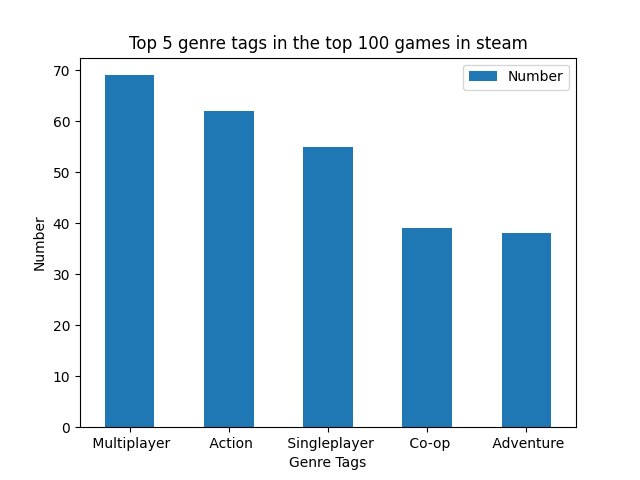 Top 5 genre tags in the top 100 games in steam
Number
70
60
50
40
30
20
10
0
Number
Multiplayer Action Singleplayer Co-op Adventure
Genre Tags